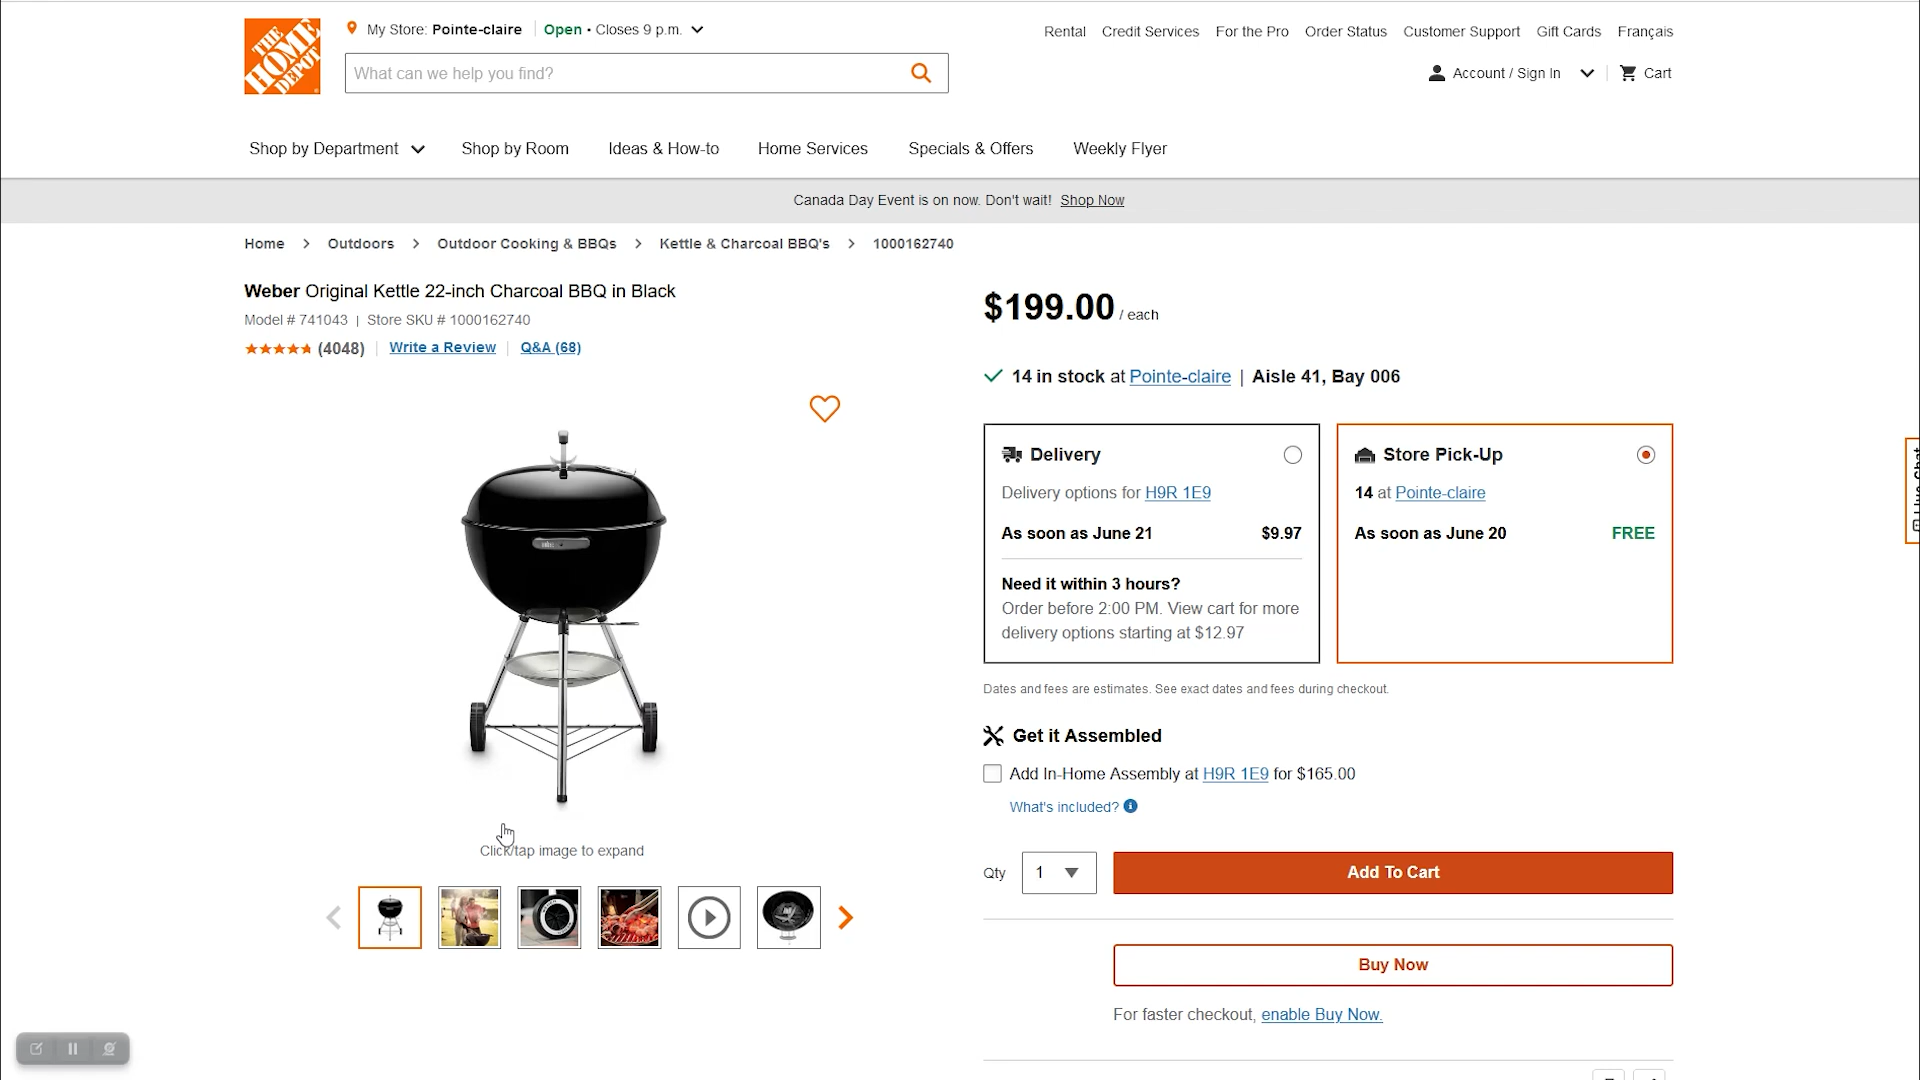 THE HOME DEPOT
My Store: Pointe-claire
Open • Closes 9 p.m.
Rental Credit Services For the Pro Order Status Customer Support Gift Cards Français
What can we help you find?
Account / Sign In
Cart
Shop by Department Shop by Room Ideas & How-to Home Services Specials & Offers Weekly Flyer
Canada Day Event is on now. Don't wait! Shop Now
Home > Outdoors > Outdoor Cooking & BBQs > Kettle & Charcoal BBQ's > 1000162740
Weber Original Kettle 22-inch Charcoal BBQ in Black
Model # 741043 | Store SKU # 1000162740
(4048) Write a Review Q&A (68)
Click/tap image to expand
$199.00 / each
14 in stock at Pointe-claire | Aisle 41, Bay 006
Delivery
Delivery options for H9R 1E9
As soon as June 21 $9.97
Need it within 3 hours?
Order before 2:00 PM. View cart for more
delivery options starting at $12.97
Store Pick-Up
14 at Pointe-claire
As soon as June 20 FREE
Live Chat
Dates and fees are estimates. See exact dates and fees during checkout.
Get it Assembled
Add In-Home Assembly at H9R 1E9 for $165.00
What's included?
Qty 1 Add To Cart
Buy Now
For faster checkout, enable Buy Now.